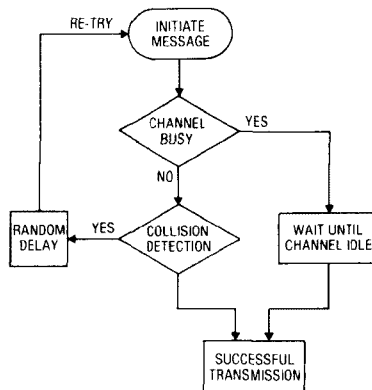 RE-TRY
INITIATE
MESSAGE
CHANNEL
BUSY
YES
NO
RANDOM
DELAY
YES
COLLISION
DETECTION
WAIT UNTIL
CHANNEL IDLE
SUCCESSFUL
TRANSMISSION